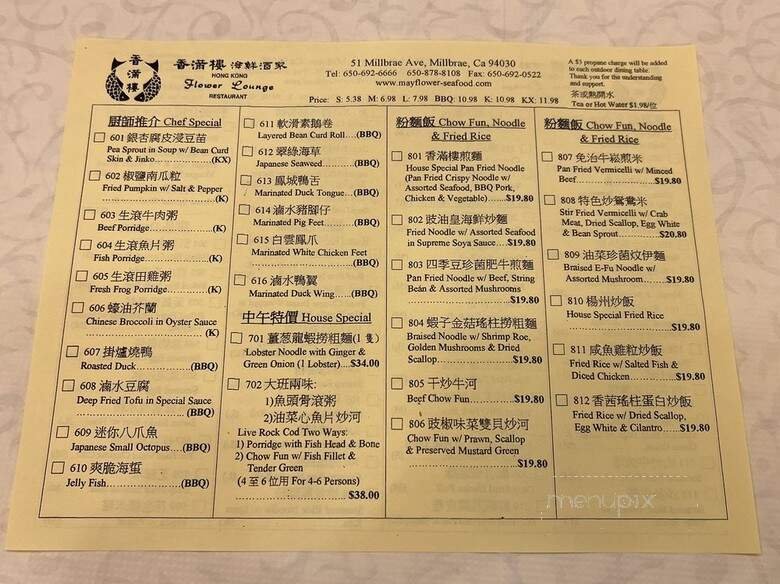 香滿樓
香滿樓 海鮮酒家
HONG KONG
Flower Lounge
RESTAURANT
51 Millbrae Ave, Millbrae, Ca 94030
Tel: 650-692-6666 650-878-8108 Fax: 650-692-0522
www.mayflower-seafood.com
Price: S: 5.38 M: 6.98 L: 7.98 BBQ: 10.98 K: 10.98 KX: 11.98
A $3 propane charge will be added
to each outdoor dining table.
Thank you for the understanding
and support.
茶或熱開水
Tea or Hot Water $1.98/位
廚師推介 Chef Special
601 銀杏腐皮浸豆苗
Pea Sprout in Soup w/ Bean Curd
Skin & Jinko(KX)
602 椒鹽南瓜粒
Fried Pumpkin w/ Salt & Pepper
(K)
603 生滾牛肉粥
Beef Porridge(K)
604 生滾魚片粥
Fish Porridge(K)
605 生滾田雞粥
Fresh Frog Porridge(K)
606 蠔油芥蘭
Chinese Broccoli in Oyster Sauce
(K)
607 掛爐燒鴨
Roasted Duck(BBQ)
608 滷水豆腐
Deep Fried Tofu in Special Sauce
(BBQ)
609 迷你八爪魚
Japanese Small Octopus(BBQ)
610 爽脆海蜇
Jelly Fish(BBQ)
611 軟滑素鵝卷
Layered Bean Curd Roll(BBQ)
612 翠綠海草
Japanese Seaweed(BBQ)
613 鳳城鴨舌
Marinated Duck Tongue(BBQ)
614 滷水豬腳仔
Marinated Pig Feet(BBQ)
615 白雲鳳爪
Marinated White Chicken Feet
(BBQ)
616 滷水鴨翼
Marinated Duck Wing(BBQ)
中午特價 House Special
701 薑葱龍蝦撈粗麵(1 隻)
Lobster Noodle with Ginger &
Green Onion (1 Lobster)$34.00
702 大班兩味:
1)魚頭骨滾粥
2)油菜心魚片炒河
Live Rock Cod Two Ways:
1) Porridge with Fish Head & Bone
2) Chow Fun w/ Fish Fillet &
Tender Green
(4 至 6 位用 For 4-6 Persons)
$38.00
粉麵飯 Chow Fun, Noodle
& Fried Rice
801 香滿樓煎麵
House Special Pan Fried Noodle
(Pan Fried Crispy Noodle w/
Assorted Seafood, BBQ Pork,
Chicken & Vegetable)$19.80
802 豉油皇海鮮炒麵
Fried Noodle w/ Assorted Seafood
in Supreme Soya Sauce$19.80
803 四季豆珍菌肥牛煎麵
Pan Fried Noodle w/ Beef, String
Bean & Assorted Mushrooms
$19.80
804 蝦子金菇瑤柱撈粗麵
Braised Noodle w/ Shrimp Roe,
Golden Mushrooms & Dried
Scallop$19.80
805 干炒牛河
Beef Chow Fun$19.80
806 豉椒味菜雙貝炒河
Chow Fun w/ Prawn, Scallop
& Preserved Mustard Green
$19.80
粉麵飯 Chow Fun, Noodle
& Fried Rice
807 免治牛崧煎米
Pan Fried Vermicelli w/ Minced
Beef$19.80
808 特色炒鴛鴦米
Stir Fried Vermicelli w/ Crab
Meat, Dried Scallop, Egg White
& Bean Sprout$20.80
809 油菜珍菌炆伊麵
Braised E-Fu Noodle w/
Assorted Mushroom$19.80
810 楊州炒飯
House Special Fried Rice
$19.80
811 咸魚雞粒炒飯
Fried Rice w/ Salted Fish &
Diced Chicken$19.80
812 香茜瑤柱蛋白炒飯
Fried Rice w/ Dried Scallop,
Egg White & Cilantro$19.80
menupix